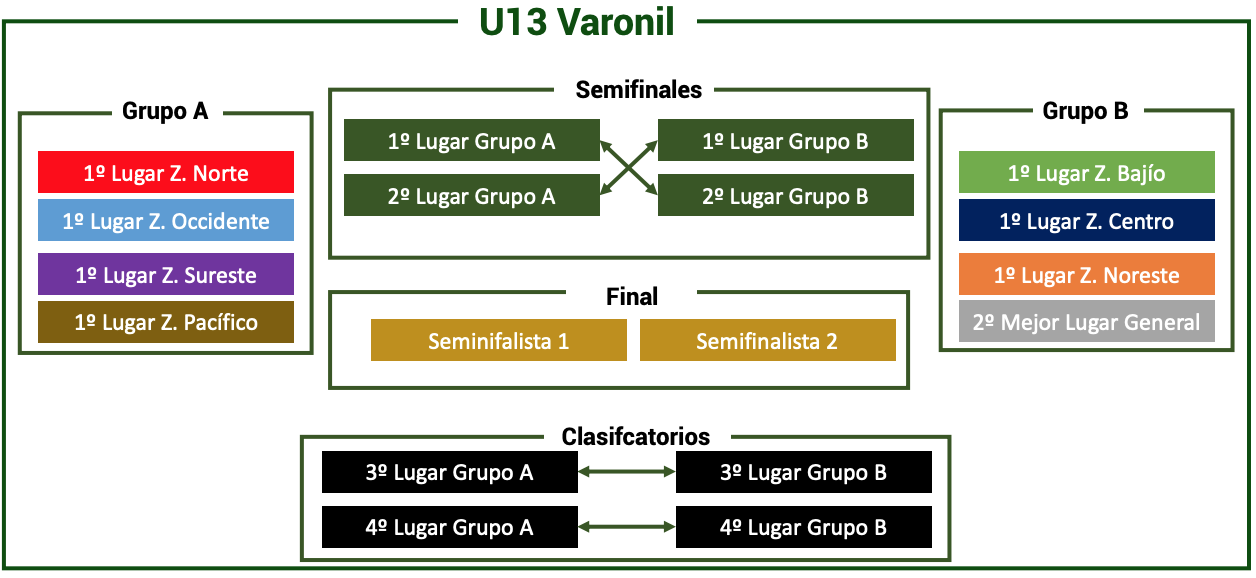 U13 Varonil
Grupo A
1º Lugar Z. Norte
1º Lugar Z. Occidente
1º Lugar Z. Sureste
1º Lugar Z. Pacífico
Semifinales
1º Lugar Grupo A
1º Lugar Grupo B
2º Lugar Grupo A
2º Lugar Grupo B
Final
Seminifalista 1
Semifinalista 2
Grupo B
1º Lugar Z. Bajío
1º Lugar Z. Centro
1º Lugar Z. Noreste
2º Mejor Lugar General
Clasifcatorios
3º Lugar Grupo A
3º Lugar Grupo B
4º Lugar Grupo A
4º Lugar Grupo B